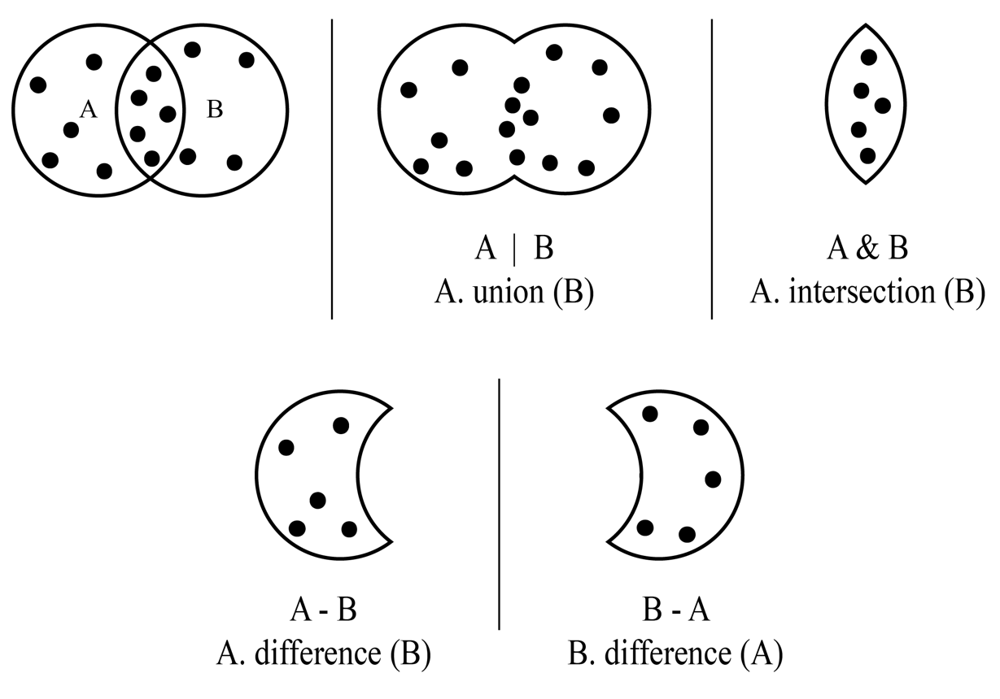 A
B
A | B
A. union (B)
A & B
A. intersection (B)
A - B
A. difference (B)
B - A
B. difference (A)